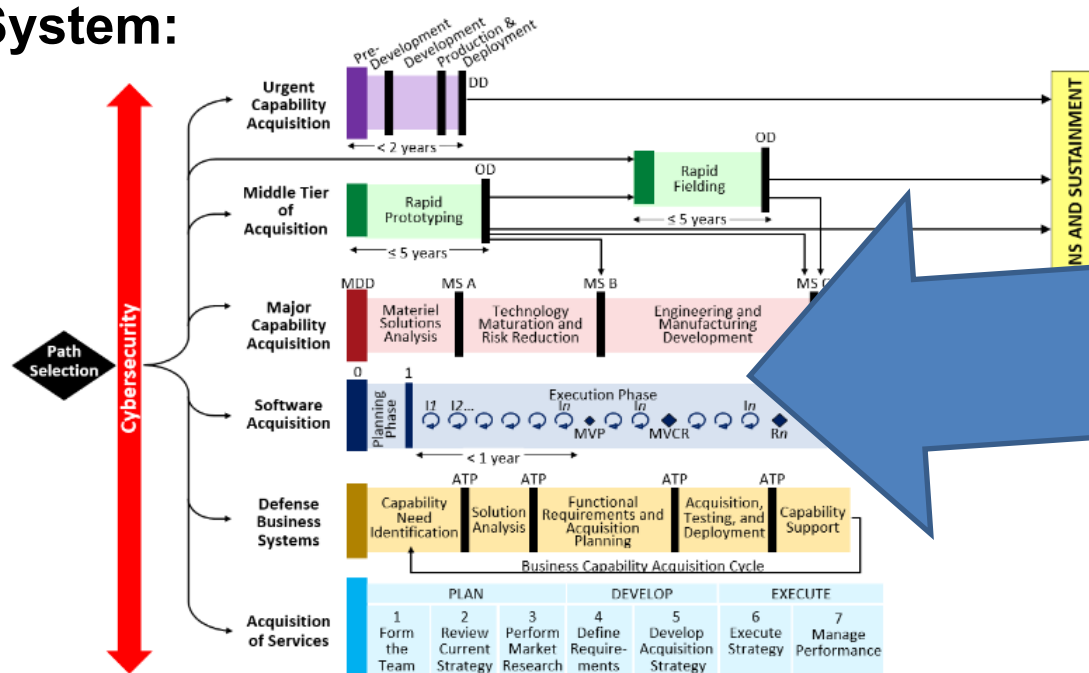 System:
Pre-
Development
Development
Production &
Deployment
Urgent
Capability
Acquisition
DD
< 2 years
OD
OD
Middle Tier
of
Acquisition
Rapid
Prototyping
≤ 5 years
Rapid
Fielding
≤ 5 years
NS AND SUSTAINMENT
Cybersecurity
Path
Selection
MDD
MS A
MS B
MS C
Major
Capability
Acquisition
Materiel
Solutions
Analysis
Technology
Maturation and
Risk Reduction
Engineering and
Manufacturing
Development
0
1
Software
Acquisition
Planning
Phase
Execution Phase
I1 I2... In In In
MVP MVCR Rn
< 1 year
ATP ATP ATP ATP
Defense
Business
Systems
Capability
Need
Identification
Solution
Analysis
Functional
Requirements and
Acquisition
Planning
Acquisition,
Testing, and
Deployment
Capability
Support
Business Capability Acquisition Cycle
Acquisition
of Services
PLAN DEVELOP EXECUTE
1
Form
the
Team
2
Review
Current
Strategy
3
Perform
Market
Research
4
Define
Require-
ments
5
Develop
Acquisition
Strategy
6
Execute
Strategy
7
Manage
Performance